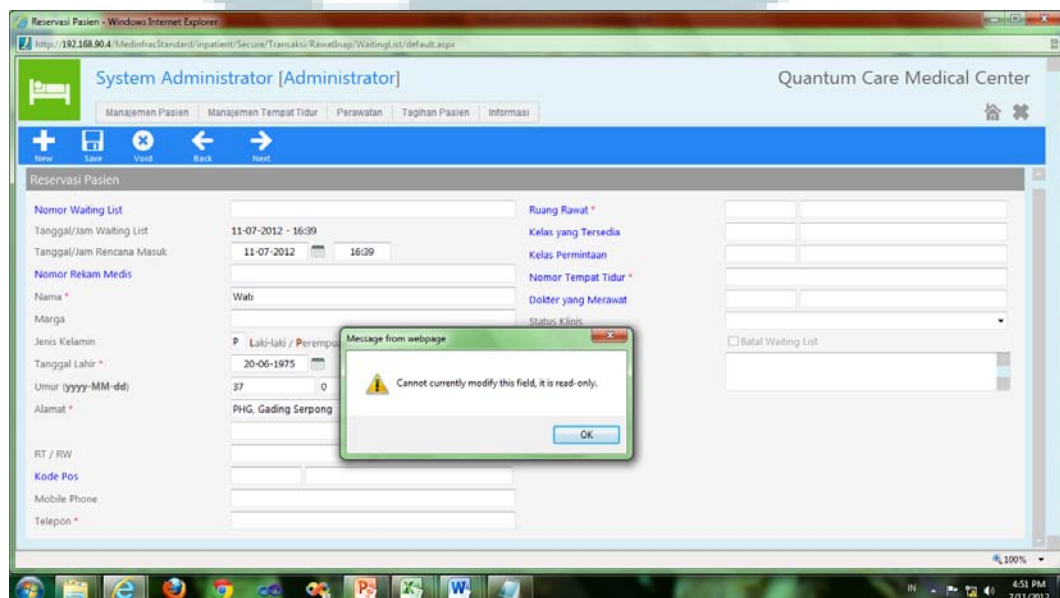 Reservasi Pasien - Windows Internet Explorer
http://192.168.90.4/MedinfrasStandard/inpatient/Secure/Transaksi/RawatInap/WaitingList/default.aspx
System Administrator [Administrator]
Quantum Care Medical Center
Manajemen Pasien Manajemen Tempat Tidur Perawatan Tagihan Pasien Informasi
New Save Void Back Next
Reservasi Pasien
Nomor Waiting List
Tanggal/Jam Waiting List 11-07-2012 - 16:39
Tanggal/Jam Rencana Masuk 11-07-2012 16:39
Nomor Rekam Medis
Nama * Wati
Marga
Jenis Kelamin P Laki-laki / Perempua
Tanggal Lahir * 20-06-1975
Umur (yyyy-MM-dd) 37 0
Alamat * PHG, Gading Serpong
RT / RW
Kode Pos
Mobile Phone
Telepon *
Ruang Rawat *
Kelas yang Tersedia
Kelas Permintaan
Nomor Tempat Tidur *
Dokter yang Merawat
Status Klinis
Batal Waiting List
Message from webpage
Cannot currently modify this field, it is read-only.
OK
100%
IN
4:51 PM
7/11/2012